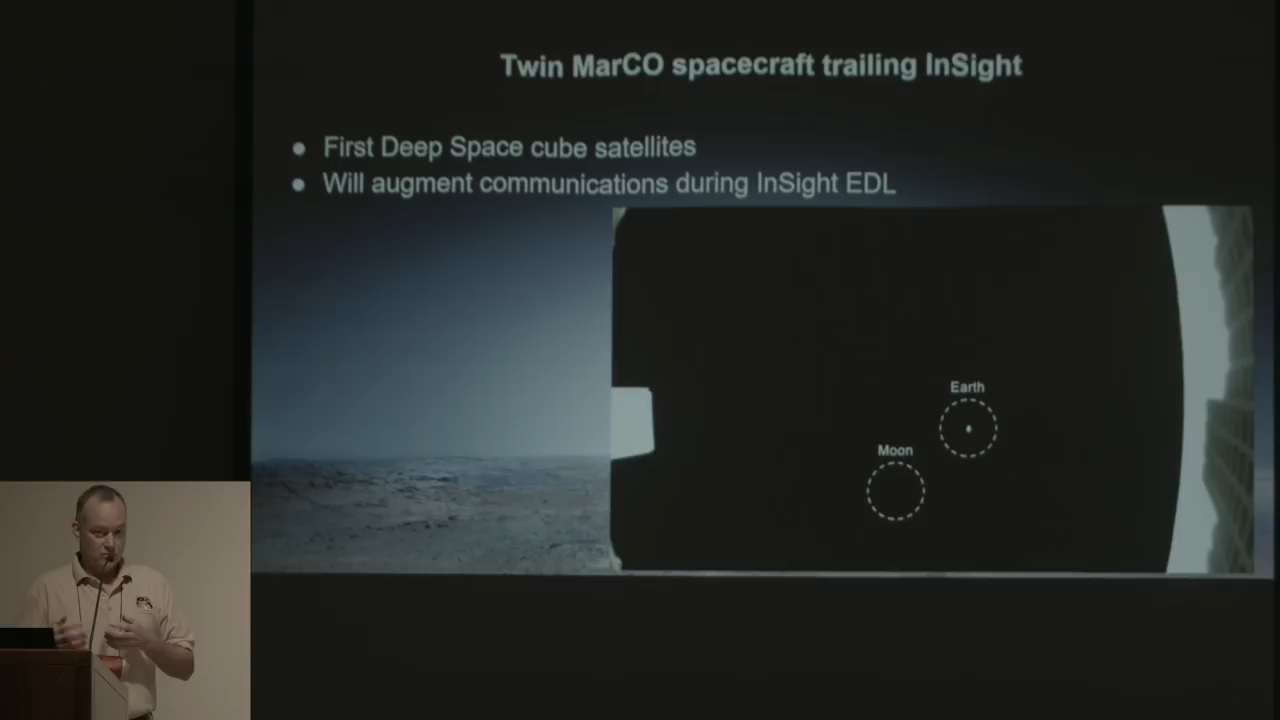 Twin MarCO spacecraft trailing InSight
● First Deep Space cube satellites
● Will augment communications during InSight EDL
Earth
Moon